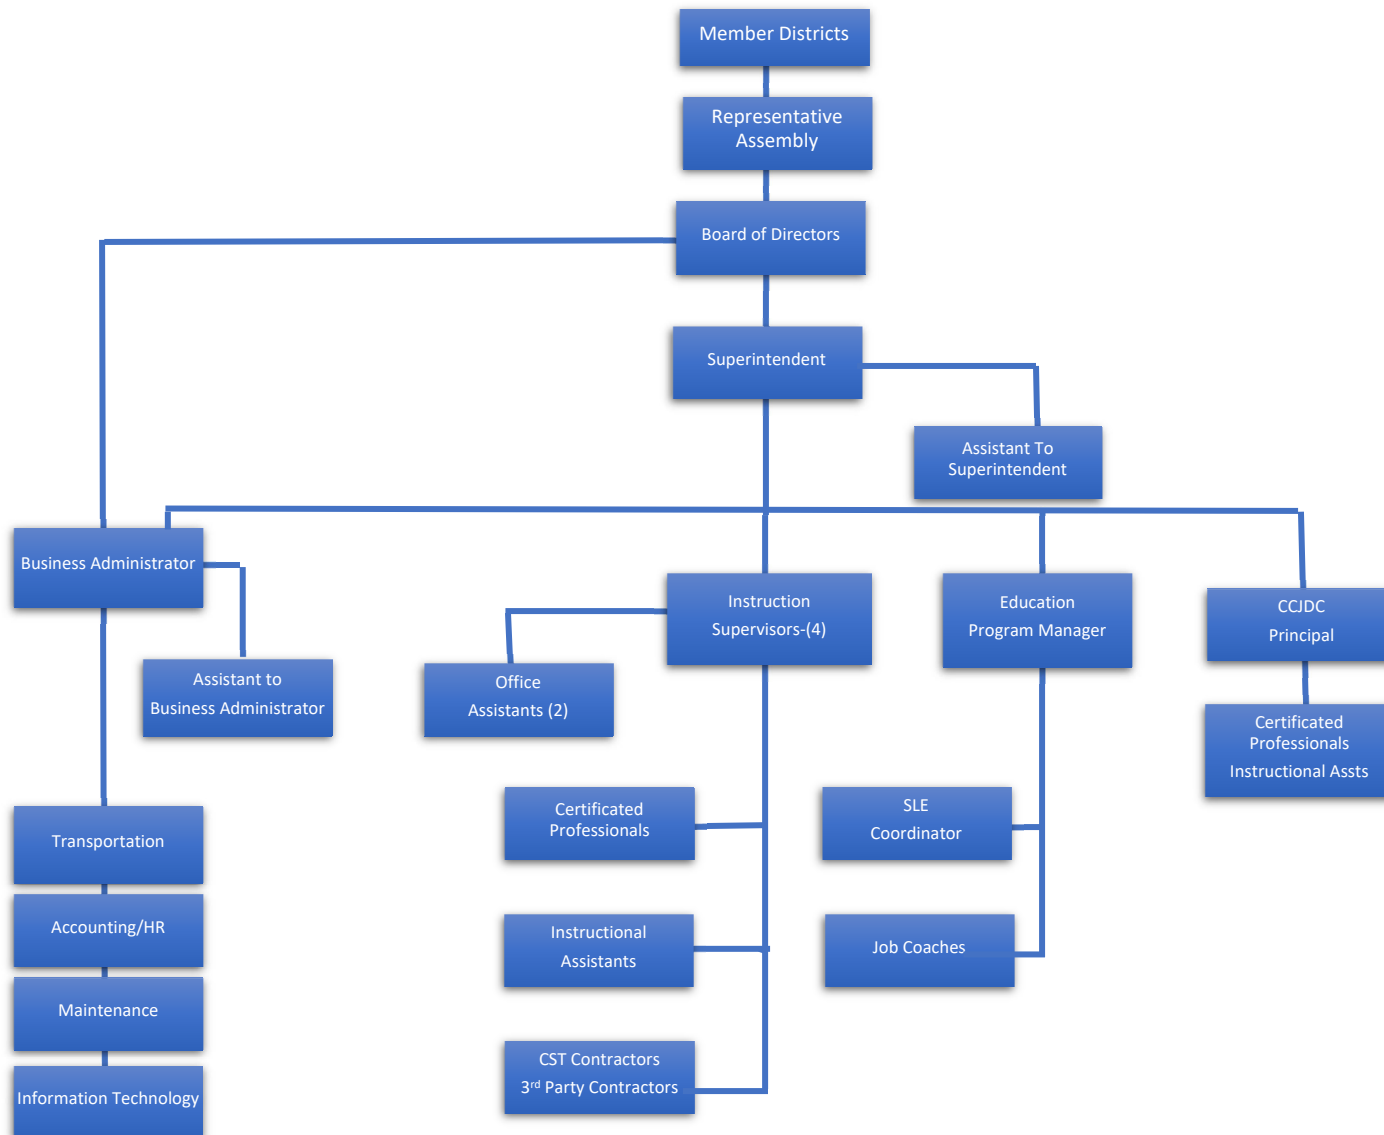 Member Districts
Representative
Assembly
Board of Directors
Superintendent
Assistant To
Superintendent
Business Administrator
Instruction
Supervisors-(4)
Education
Program Manager
CCJDC
Principal
Assistant to
Business Administrator
Office
Assistants (2)
Certificated
Professionals
Instructional Assts
Transportation
Certificated
Professionals
SLE
Coordinator
Accounting/HR
Instructional
Assistants
Job Coaches
Maintenance
CST Contractors
3rd Party Contractors
Information Technology